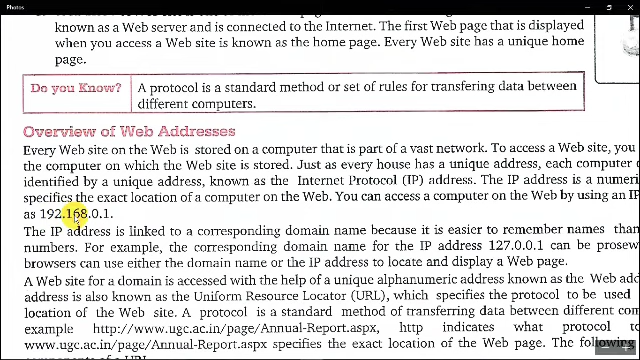 Photos
known as a Web server and is connected to the Internet. The first Web page that is displayed
when you access a Web site is known as the home page. Every Web site has a unique home
page.
Do you Know?
A protocol is a standard method or set of rules for transfering data between
different computers.
Overview of Web Addresses
Every Web site on the Web is stored on a computer that is part of a vast network. To access a Web site, you
the computer on which the Web site is stored. Just as every house has a unique address, each computer
identified by a unique address, known as the Internet Protocol (IP) address. The IP address is a numeri
specifies the exact location of a computer on the Web. You can access a computer on the Web by using an IP
as 192.168.0.1.
The IP address is linked to a corresponding domain name because it is easier to remember names than
numbers. For example, the corresponding domain name for the IP address 127.0.0.1 can be prosew
browsers can use either the domain name or the IP address to locate and display a Web page.
A Web site for a domain is accessed with the help of a unique alphanumeric address known as the Web add
address is also known as the Uniform Resource Locator (URL), which specifies the protocol to be used
location of the Web site. A protocol is a standard method of transferring data between different com
example http://www.ugc.ac.in/page/Annual-Report.aspx, http indicates what protocol to
www.ugc.ac.in/page/Annual-Report.aspx specifies the exact location of the Web page. The following